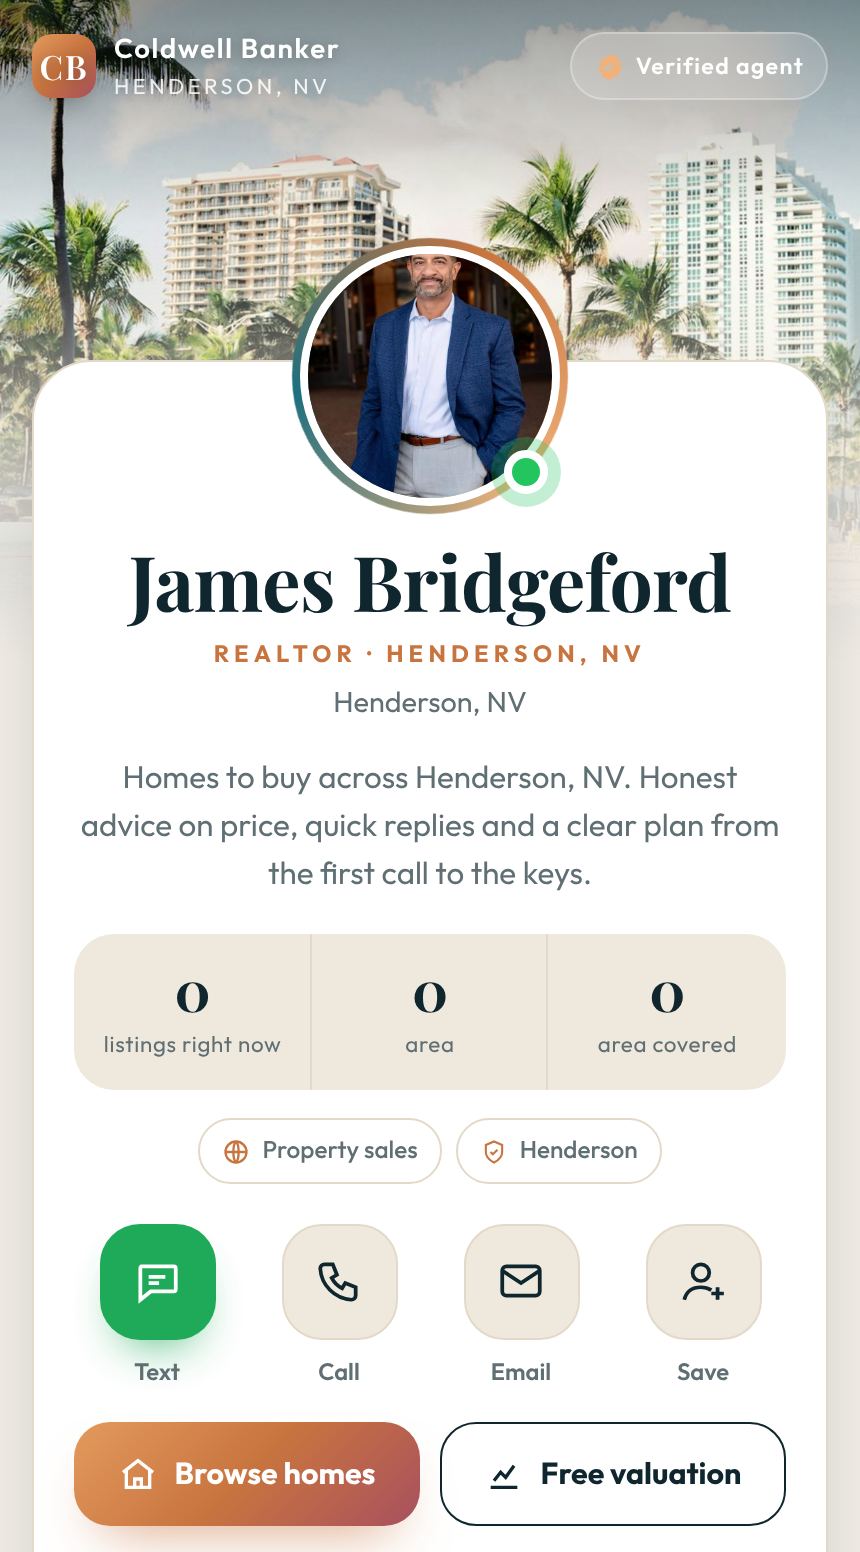 CB
Coldwell Banker
HENDERSON, NV
Verified agent
James Bridgeford
REALTOR · HENDERSON, NV
Henderson, NV
Homes to buy across Henderson, NV. Honest
advice on price, quick replies and a clear plan from
the first call to the keys.
0 0 0
listings right now area area covered
Property sales Henderson
Text Call Email Save
Browse homes Free valuation